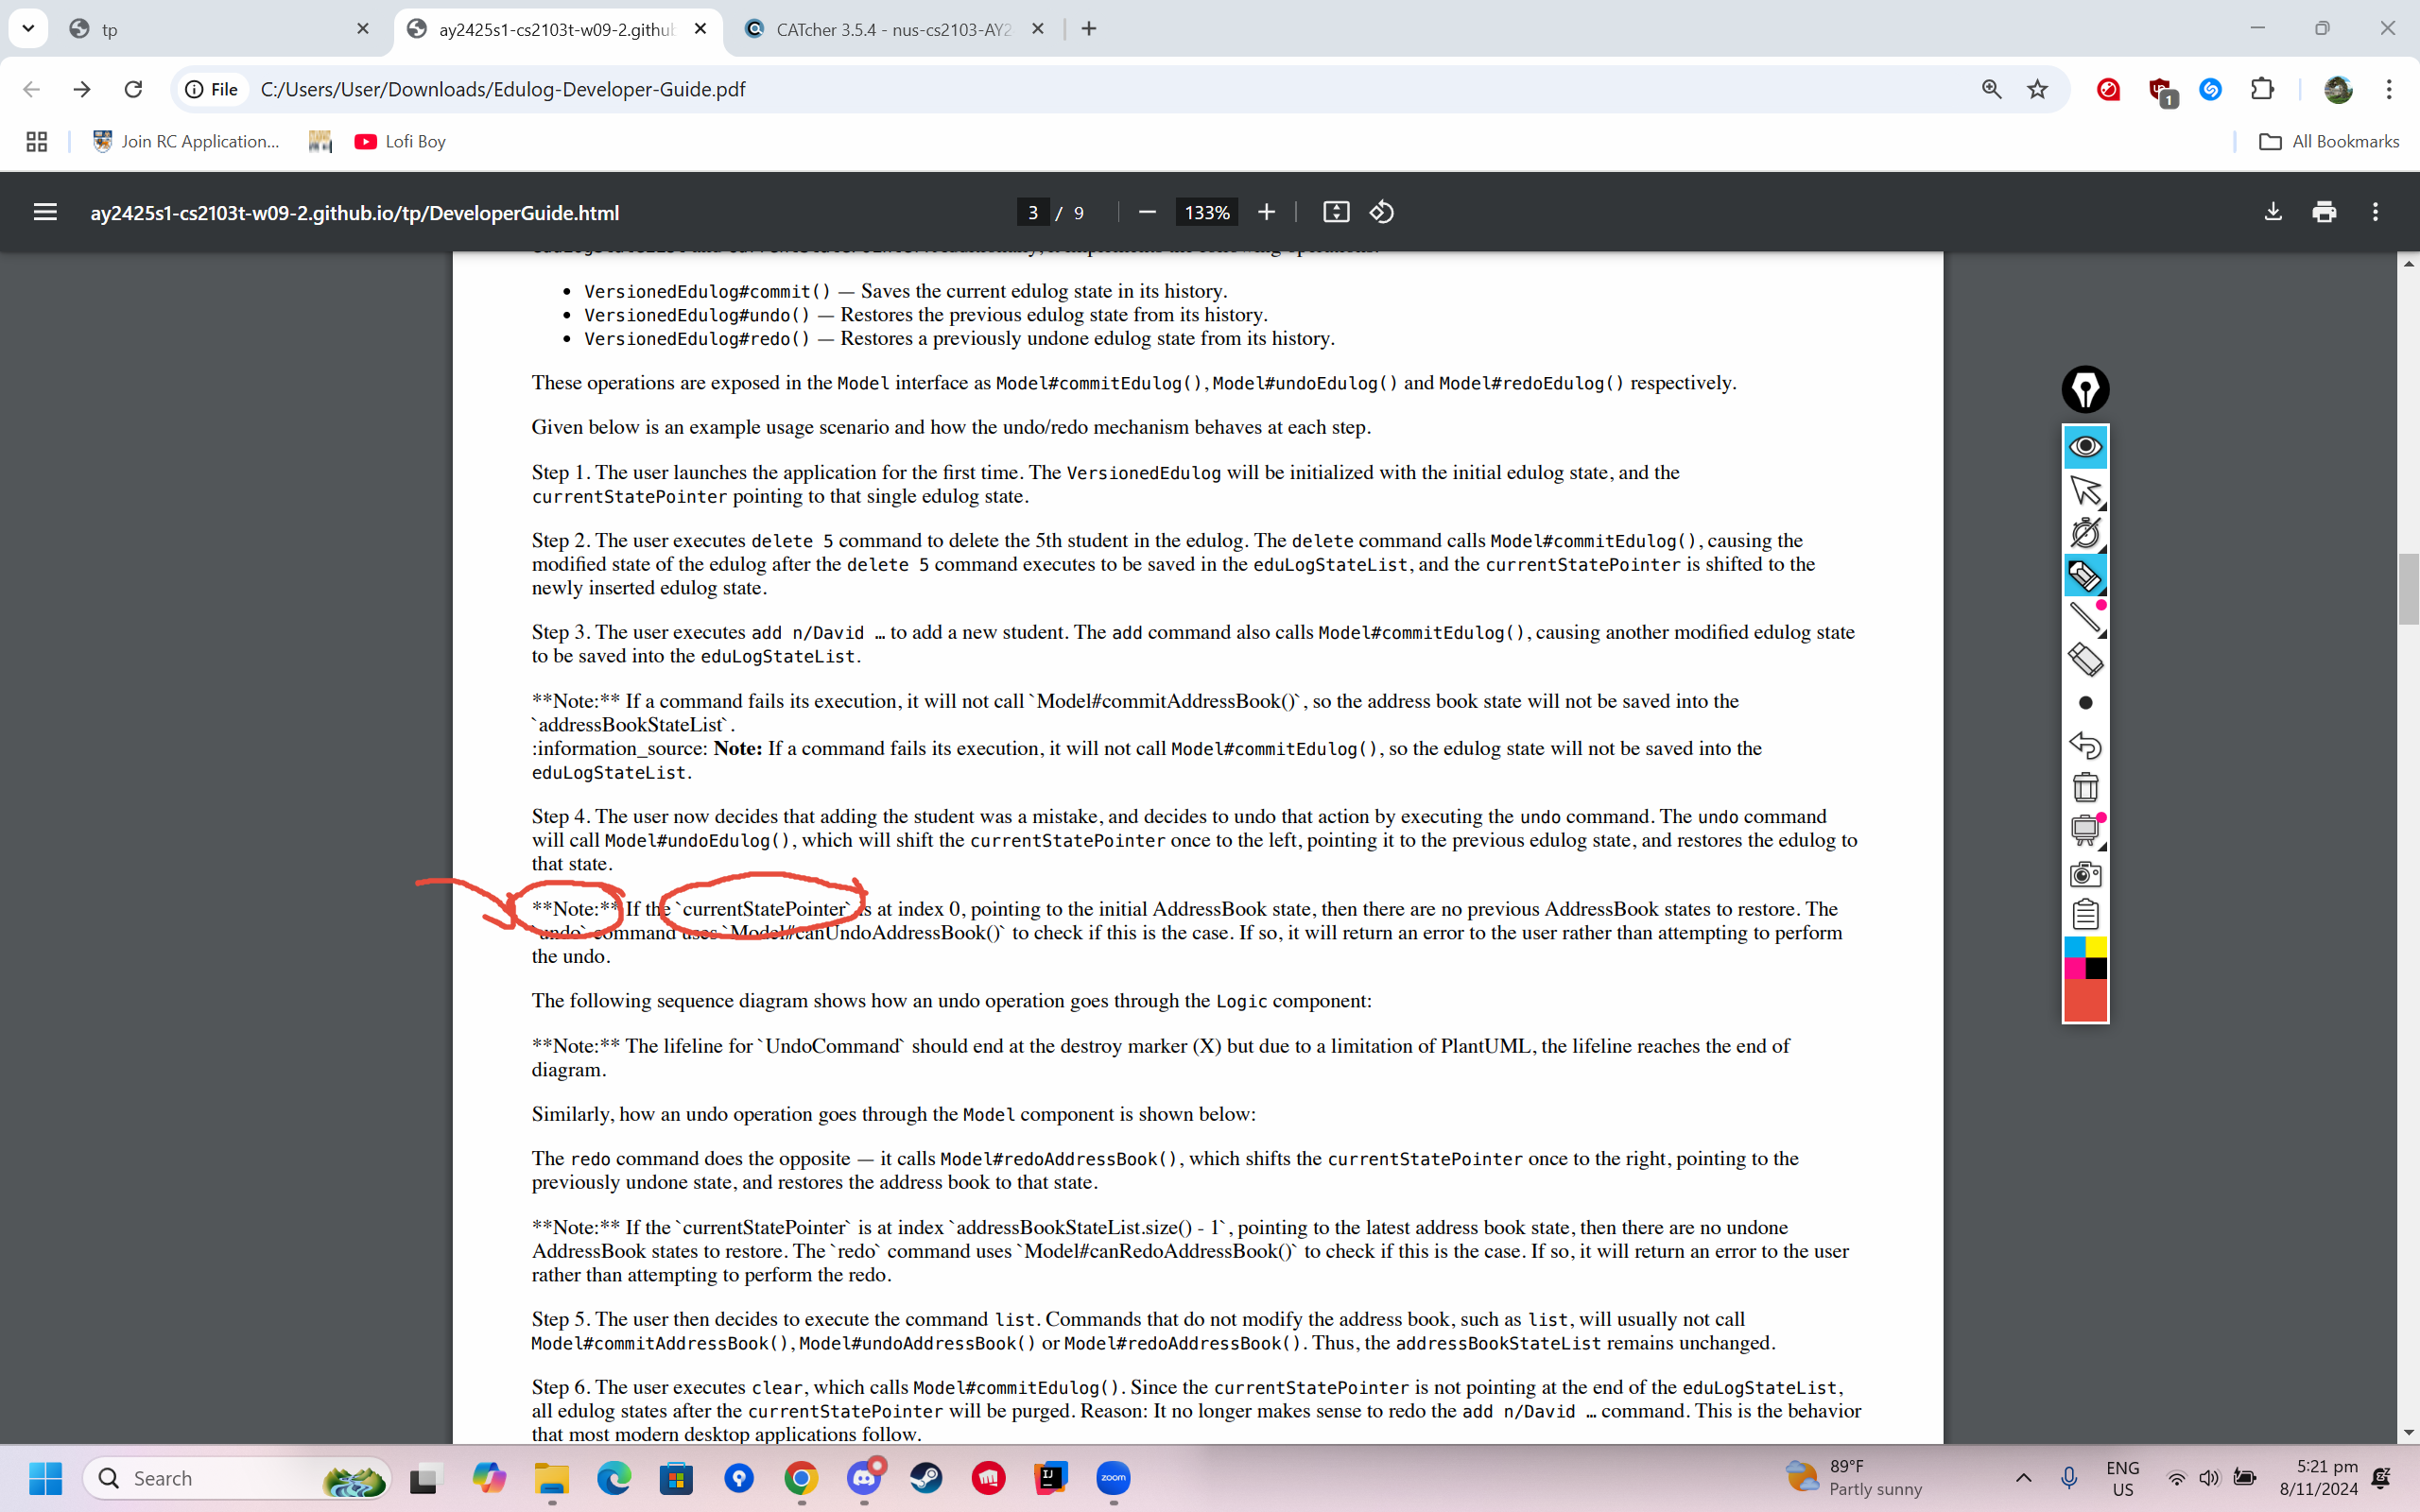 tp
ay2425s1-cs2103t-w09-2.githu
CATcher 3.5.4 - nus-cs2103-AY2
File
C:/Users/User/Downloads/Edulog-Developer-Guide.pdf
1
Join RC Application...
Lofi Boy
All Bookmarks
ay2425s1-cs2103t-w09-2.github.io/tp/DeveloperGuide.html
3 / 9
133%
• VersionedEdulog#commit() — Saves the current edulog state in its history.
• VersionedEdulog#undo() — Restores the previous edulog state from its history.
• VersionedEdulog#redo() — Restores a previously undone edulog state from its history.
These operations are exposed in the Model interface as Model#commitEdulog(), Model#undoEdulog() and Model#redoEdulog() respectively.
Given below is an example usage scenario and how the undo/redo mechanism behaves at each step.
Step 1. The user launches the application for the first time. The VersionedEdulog will be initialized with the initial edulog state, and the
currentStatePointer pointing to that single edulog state.
Step 2. The user executes delete 5 command to delete the 5th student in the edulog. The delete command calls Model#commitEdulog(), causing the
modified state of the edulog after the delete 5 command executes to be saved in the eduLogStateList, and the currentStatePointer is shifted to the
newly inserted edulog state.
Step 3. The user executes add n/David … to add a new student. The add command also calls Model#commitEdulog(), causing another modified edulog state
to be saved into the eduLogStateList.
**Note:** If a command fails its execution, it will not call `Model#commitAddressBook()`, so the address book state will not be saved into the
`addressBookStateList`.
:information_source: Note: If a command fails its execution, it will not call Model#commitEdulog(), so the edulog state will not be saved into the
eduLogStateList.
Step 4. The user now decides that adding the student was a mistake, and decides to undo that action by executing the undo command. The undo command
will call Model#undoEdulog(), which will shift the currentStatePointer once to the left, pointing it to the previous edulog state, and restores the edulog to
that state.
**Note:** If the `currentStatePointer` is at index 0, pointing to the initial AddressBook state, then there are no previous AddressBook states to restore. The
`undo` command uses `Model#canUndoAddressBook()` to check if this is the case. If so, it will return an error to the user rather than attempting to perform
the undo.
The following sequence diagram shows how an undo operation goes through the Logic component:
**Note:** The lifeline for `UndoCommand` should end at the destroy marker (X) but due to a limitation of PlantUML, the lifeline reaches the end of
diagram.
Similarly, how an undo operation goes through the Model component is shown below:
The redo command does the opposite — it calls Model#redoAddressBook(), which shifts the currentStatePointer once to the right, pointing to the
previously undone state, and restores the address book to that state.
**Note:** If the `currentStatePointer` is at index `addressBookStateList.size() - 1`, pointing to the latest address book state, then there are no undone
AddressBook states to restore. The `redo` command uses `Model#canRedoAddressBook()` to check if this is the case. If so, it will return an error to the user
rather than attempting to perform the redo.
Step 5. The user then decides to execute the command list. Commands that do not modify the address book, such as list, will usually not call
Model#commitAddressBook(), Model#undoAddressBook() or Model#redoAddressBook(). Thus, the addressBookStateList remains unchanged.
Step 6. The user executes clear, which calls Model#commitEdulog(). Since the currentStatePointer is not pointing at the end of the eduLogStateList,
all edulog states after the currentStatePointer will be purged. Reason: It no longer makes sense to redo the add n/David … command. This is the behavior
that most modern desktop applications follow.
Search
zoom
89°F
Partly sunny
ENG
US
5:21 pm
8/11/2024